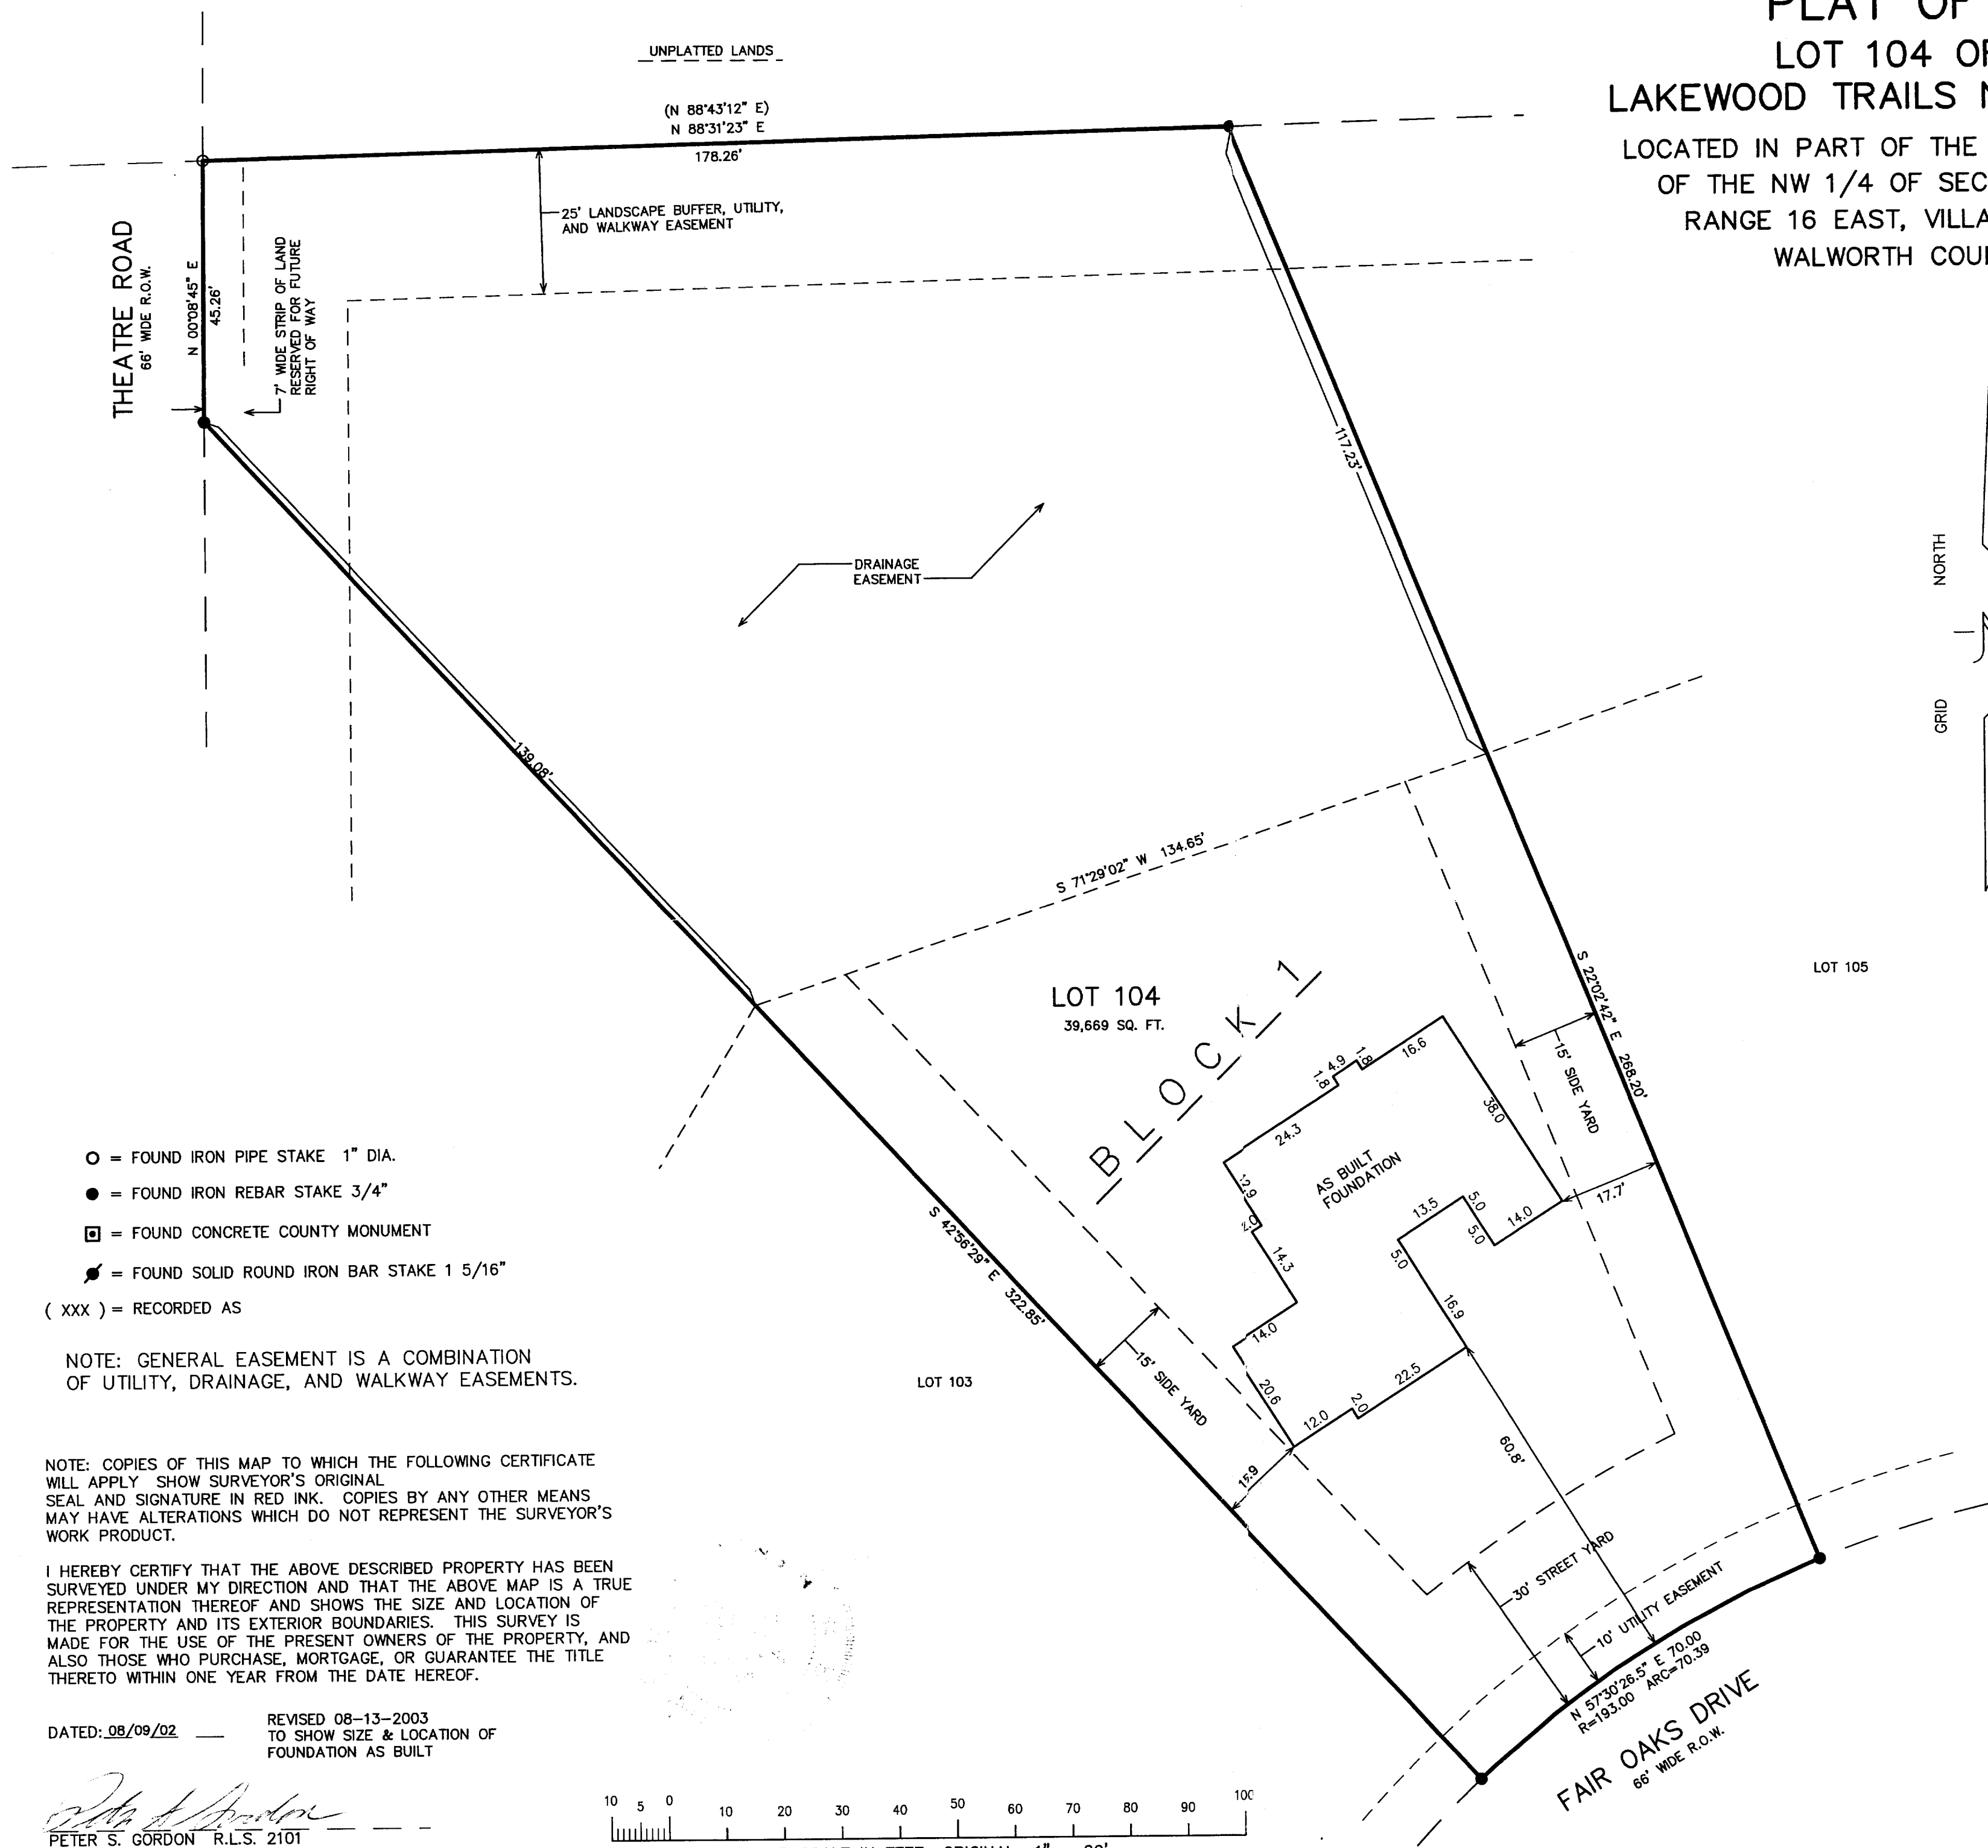 PLAT OF
LOT 104 OF
LAKEWOOD TRAILS
LOCATED IN PART OF THE
OF THE NW 1/4 OF SEC
RANGE 16 EAST, VILLA
WALWORTH COU
UNPLATTED LANDS
(N 88°43'12" E)
N 88°31'23" E
178.26'
25' LANDSCAPE BUFFER, UTILITY,
AND WALKWAY EASEMENT
THEATRE ROAD
66' WIDE R.O.W.
N 00°08'45" E
45.26'
7' WIDE STRIP OF LAND
RESERVED FOR FUTURE
RIGHT OF WAY
117.23'
DRAINAGE
EASEMENT
NORTH
GRID
139.08'
S 71°29'02" W 134.65'
LOT 104
39,669 SQ. FT.
BLOCK 1
LOT 105
S 22°02'42" E 268.20'
15' SIDE YARD
1.8
4.9
1.8
16.6
24.3
38.0
AS BUILT
FOUNDATION
12.9
2.0
14.3
14.0
20.6
13.5
5.0
5.0
14.0
17.7'
5.0
16.9
22.5
2.0
12.0
15.9
60.8'
S 42°56'29" E 322.85'
15' SIDE YARD
LOT 103
30' STREET YARD
10' UTILITY EASEMENT
N 57°30'26.5" E 70.00
R=193.00 ARC=70.39
FAIR OAKS DRIVE
66' WIDE R.O.W.
= FOUND IRON PIPE STAKE 1" DIA.
= FOUND IRON REBAR STAKE 3/4"
= FOUND CONCRETE COUNTY MONUMENT
= FOUND SOLID ROUND IRON BAR STAKE 1 5/16"
( XXX ) = RECORDED AS
NOTE: GENERAL EASEMENT IS A COMBINATION
OF UTILITY, DRAINAGE, AND WALKWAY EASEMENTS.
NOTE: COPIES OF THIS MAP TO WHICH THE FOLLOWING CERTIFICATE
WILL APPLY SHOW SURVEYOR'S ORIGINAL
SEAL AND SIGNATURE IN RED INK. COPIES BY ANY OTHER MEANS
MAY HAVE ALTERATIONS WHICH DO NOT REPRESENT THE SURVEYOR'S
WORK PRODUCT.
I HEREBY CERTIFY THAT THE ABOVE DESCRIBED PROPERTY HAS BEEN
SURVEYED UNDER MY DIRECTION AND THAT THE ABOVE MAP IS A TRUE
REPRESENTATION THEREOF AND SHOWS THE SIZE AND LOCATION OF
THE PROPERTY AND ITS EXTERIOR BOUNDARIES. THIS SURVEY IS
MADE FOR THE USE OF THE PRESENT OWNERS OF THE PROPERTY, AND
ALSO THOSE WHO PURCHASE, MORTGAGE, OR GUARANTEE THE TITLE
THERETO WITHIN ONE YEAR FROM THE DATE HEREOF.
DATED: 08/09/02
REVISED 08-13-2003
TO SHOW SIZE & LOCATION OF
FOUNDATION AS BUILT
PETER S. GORDON R.L.S. 2101
10 5 0 10 20 30 40 50 60 70 80 90 100